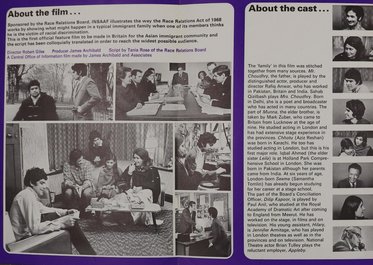 About the film . . .
Sponsored by the Race Relations Board, INSAAF illustrates the way the Race Relations Act of 1968
works by showing what might happen in a typical immigrant family when one of its members thinks
he is the victim of racial discrimination.
This is the first official feature film to be made in Britain for the Asian immigrant community and
the script has been colloquially translated in order to reach the widest possible audience.
Director Robert Gliss Producer James Archibald Script by Tania Rose of the Race Relations Board
A Central Office of Information film made by James Archibald and Associates.
About the cast . . .
The 'family' in this film was stitched
together from many sources. Mr.
Choudhry, the father, is played by the
distinguished actor, producer and
director Rafiq Anwar, who has worked
in Pakistan, Britain and India. Sahab
Qizilbash plays Mrs. Choudhry. Born
in Delhi, she is a poet and broadcaster
who has acted in many countries. The
part of Munna, the elder brother, is
taken by Mark Zuber, who came to
Britain from Lucknow at the age of
nine. He studied acting in London and
has had extensive stage experience in
the provinces. Chhotu (Aziz Resham)
was born in Karachi. He too has
studied acting in London, but this is his
first major role. Iqbal Ahmed (the elder
sister Leila) is at Holland Park Compre-
hensive School in London. She was
born in Pakistan although her parents
came from India. At six years of age,
London-born Seema (Samantha
Tomlin) has already begun studying
for her career at a stage school.
The part of the Board's Conciliation
Officer, Dilip Kapoor, is played by
Paul Anil, who studied at the Royal
Academy of Dramatic Art after coming
to England from Meerut. He has
worked on the stage, in films and on
television. His young assistant, Hilary,
is Jennifer Armitage, who has played
in London theatres as well as in the
provinces and on television. National
Theatre actor Brian Tulley plays the
reluctant employer, Appleby.